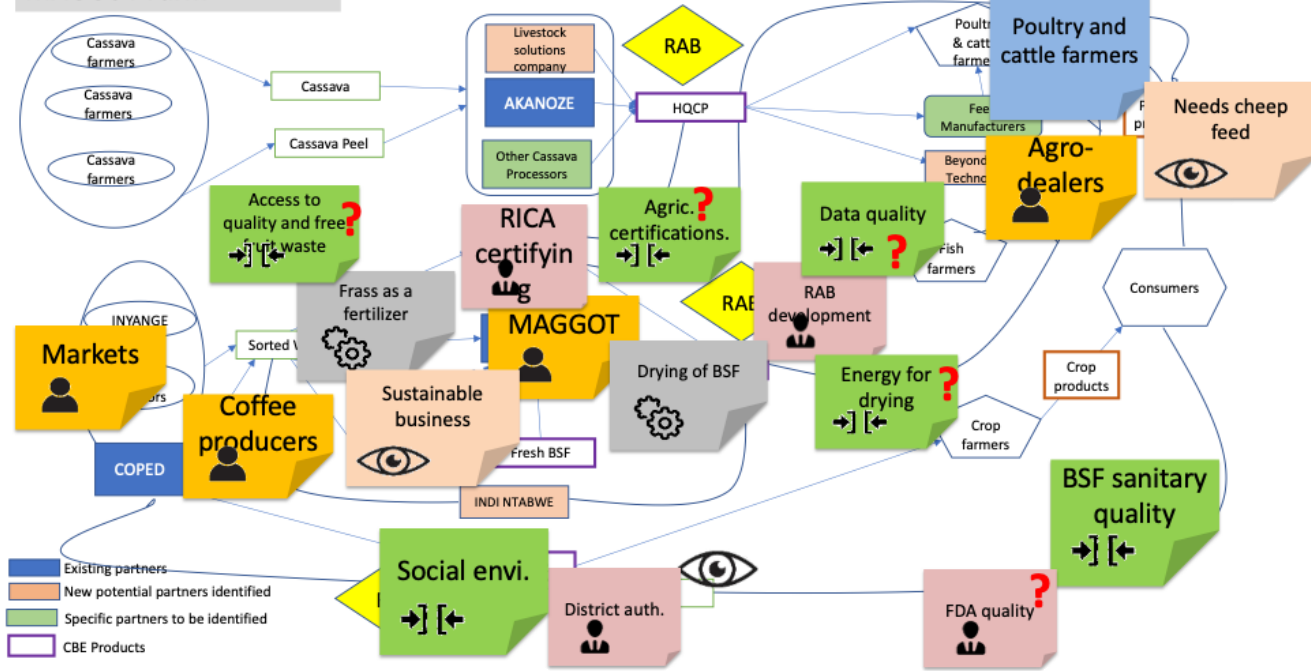 Cassava
farmers
Cassava
farmers
Cassava
farmers
Cassava
Cassava Peel
Livestock
solutions
company
AKANOZE
Other Cassava
Processors
RAB
HQCP
Poultry and
cattle farmers
Manufacturers
Needs cheep
feed
Agro-
dealers
Access to
quality and free
fruit waste
?
RICA
certifyin
g
Agric.
certifications.
?
Data quality
?
Fish
farmers
Consumers
INYANGE
Markets
Sorted
Frass as a
fertilizer
MAGGOT
RAB
development
Drying of BSF
Energy for
drying
?
Crop
products
Crop
farmers
Coffee
producers
Sustainable
business
COPED
Fresh BSF
INDI NTABWE
BSF sanitary
quality
Social envi.
District auth.
FDA quality
?
Existing partners
New potential partners identified
Specific partners to be identified
CBE Products